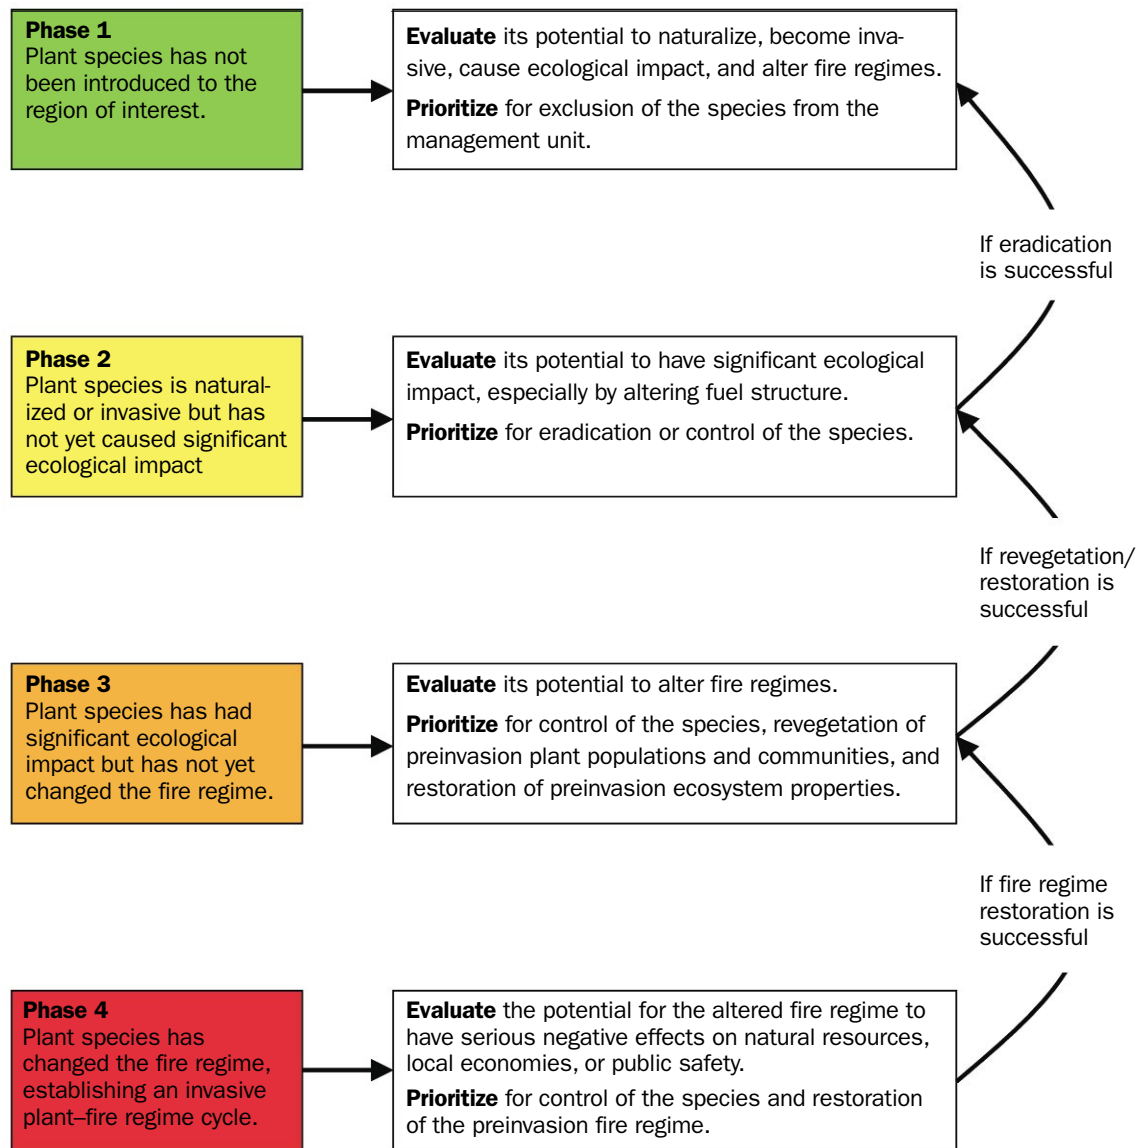 Phase 1
Plant species has not
been introduced to the
region of interest.
Evaluate its potential to naturalize, become inva-
sive, cause ecological impact, and alter fire regimes.
Prioritize for exclusion of the species from the
management unit.
If eradication
is successful
Phase 2
Plant species is natural-
ized or invasive but has
not yet caused significant
ecological impact
Evaluate its potential to have significant ecological
impact, especially by altering fuel structure.
Prioritize for eradication or control of the species.
If revegetation/
restoration is
successful
Phase 3
Plant species has had
significant ecological
impact but has not yet
changed the fire regime.
Evaluate its potential to alter fire regimes.
Prioritize for control of the species, revegetation of
preinvasion plant populations and communities, and
restoration of preinvasion ecosystem properties.
If fire regime
restoration is
successful
Phase 4
Plant species has
changed the fire regime,
establishing an invasive
plant–fire regime cycle.
Evaluate the potential for the altered fire regime to
have serious negative effects on natural resources,
local economies, or public safety.
Prioritize for control of the species and restoration
of the preinvasion fire regime.